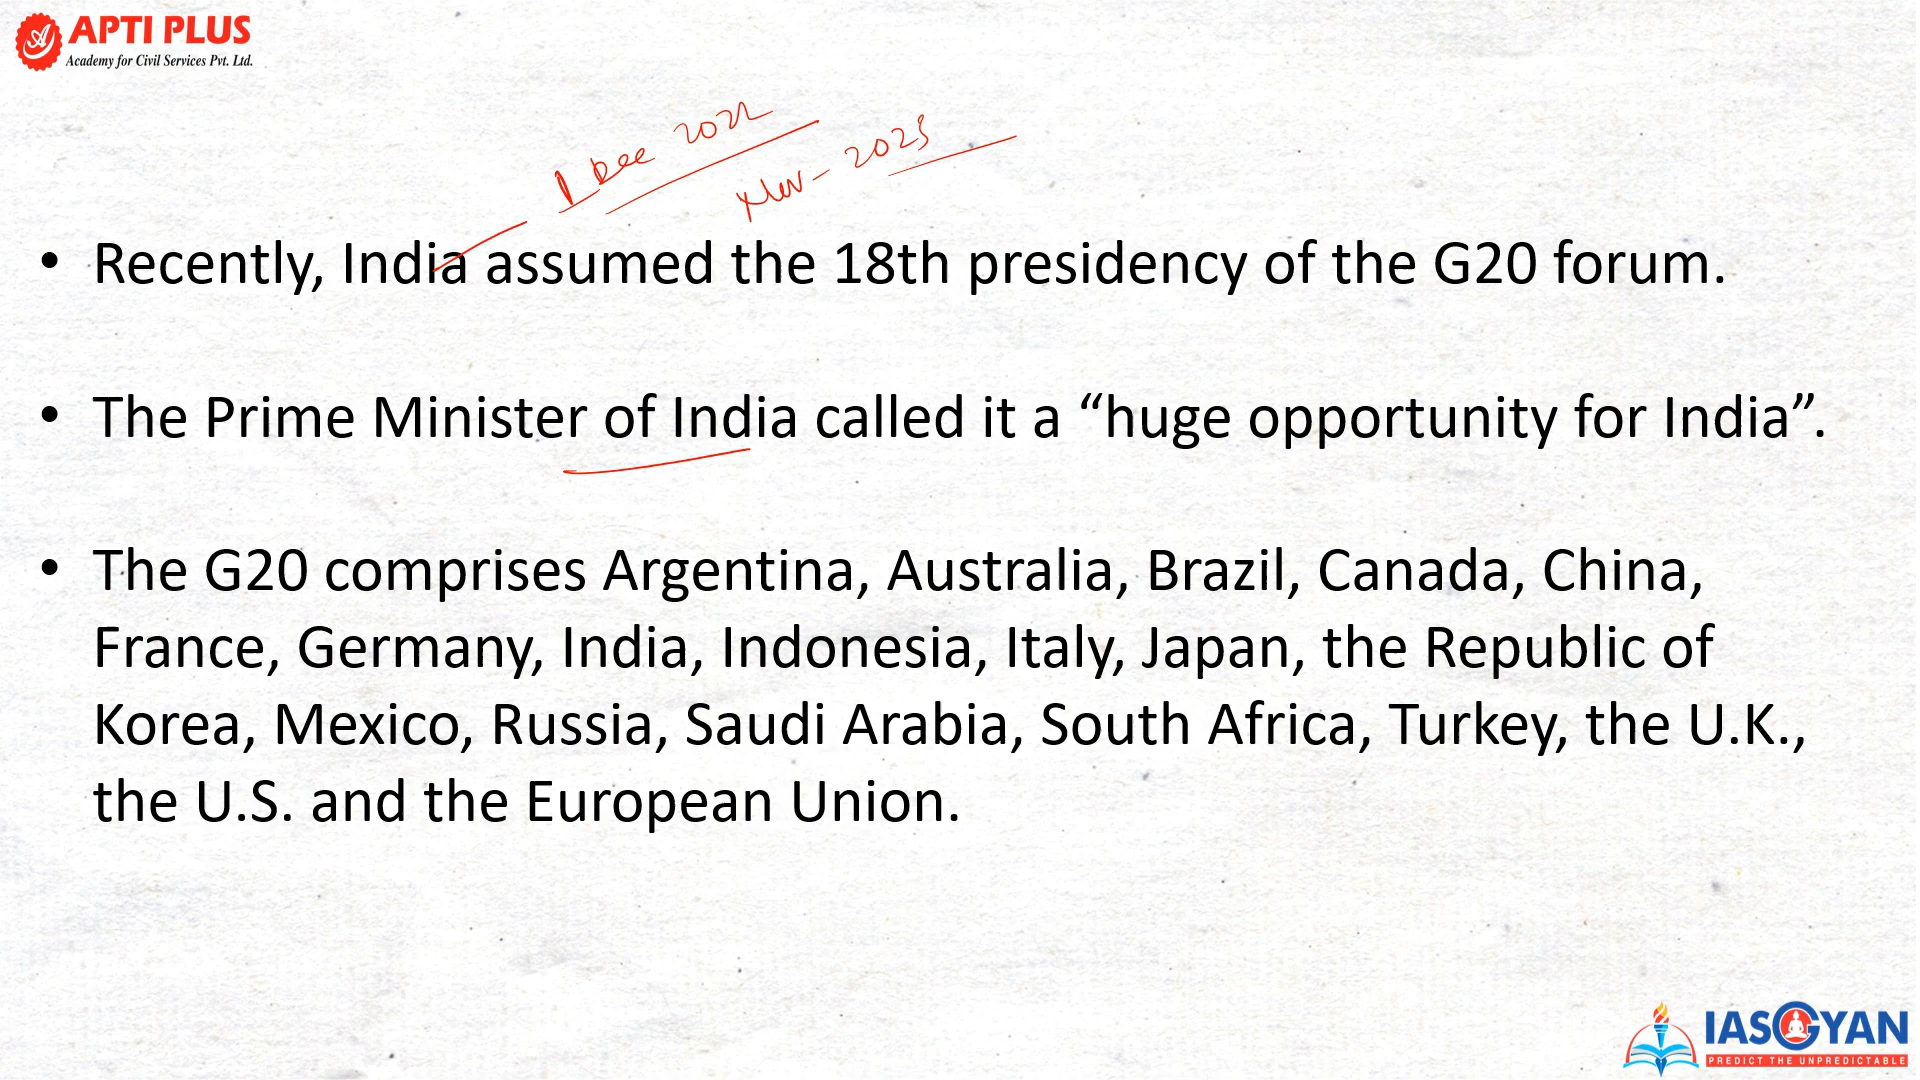 APTI PLUS
Academy for Civil Services Pvt. Ltd.
1 Dec 2022
Nov - 2023
• Recently, India assumed the 18th presidency of the G20 forum.
• The Prime Minister of India called it a “huge opportunity for India”.
• The G20 comprises Argentina, Australia, Brazil, Canada, China,
France, Germany, India, Indonesia, Italy, Japan, the Republic of
Korea, Mexico, Russia, Saudi Arabia, South Africa, Turkey, the U.K.,
the U.S. and the European Union.
IASGYAN
PREDICT THE UNPREDICTABLE